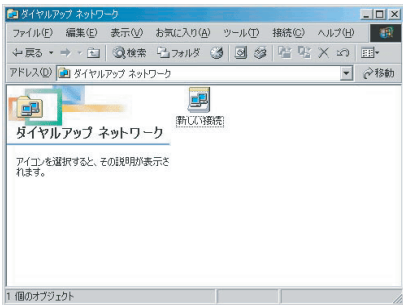 ダイヤルアップ ネットワーク
ファイル(F) 編集(E) 表示(V) お気に入り(A) ツール(T) 接続(C) ヘルプ(H)
戻る 検索 フォルダ
アドレス(D) ダイヤルアップ ネットワーク 移動
ダイヤルアップ ネットワーク
新しい接続
アイコンを選択すると、その説明が表示さ
れます。
1 個のオブジェクト